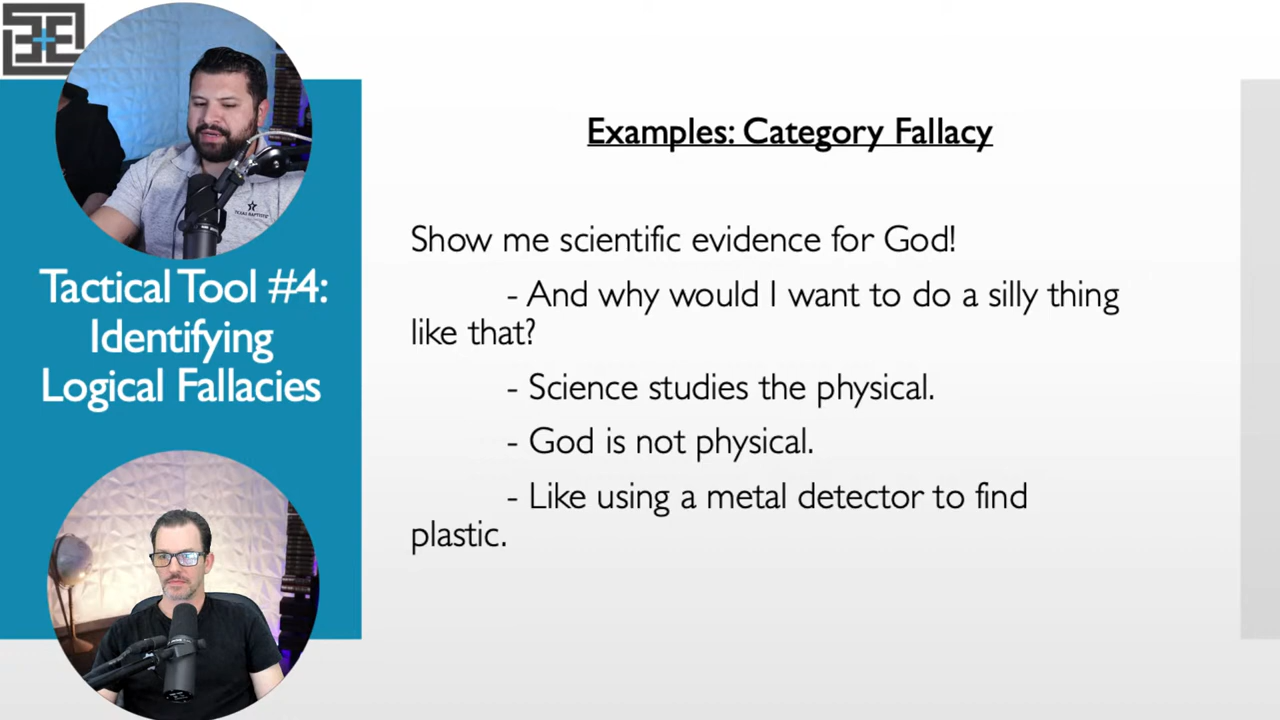 Examples: Category Fallacy
Show me scientific evidence for God!
- And why would I want to do a silly thing
like that?
- Science studies the physical.
- God is not physical.
- Like using a metal detector to find
plastic.
Tactical Tool #4:
Identifying
Logical Fallacies
TEXAS BAPTISTS